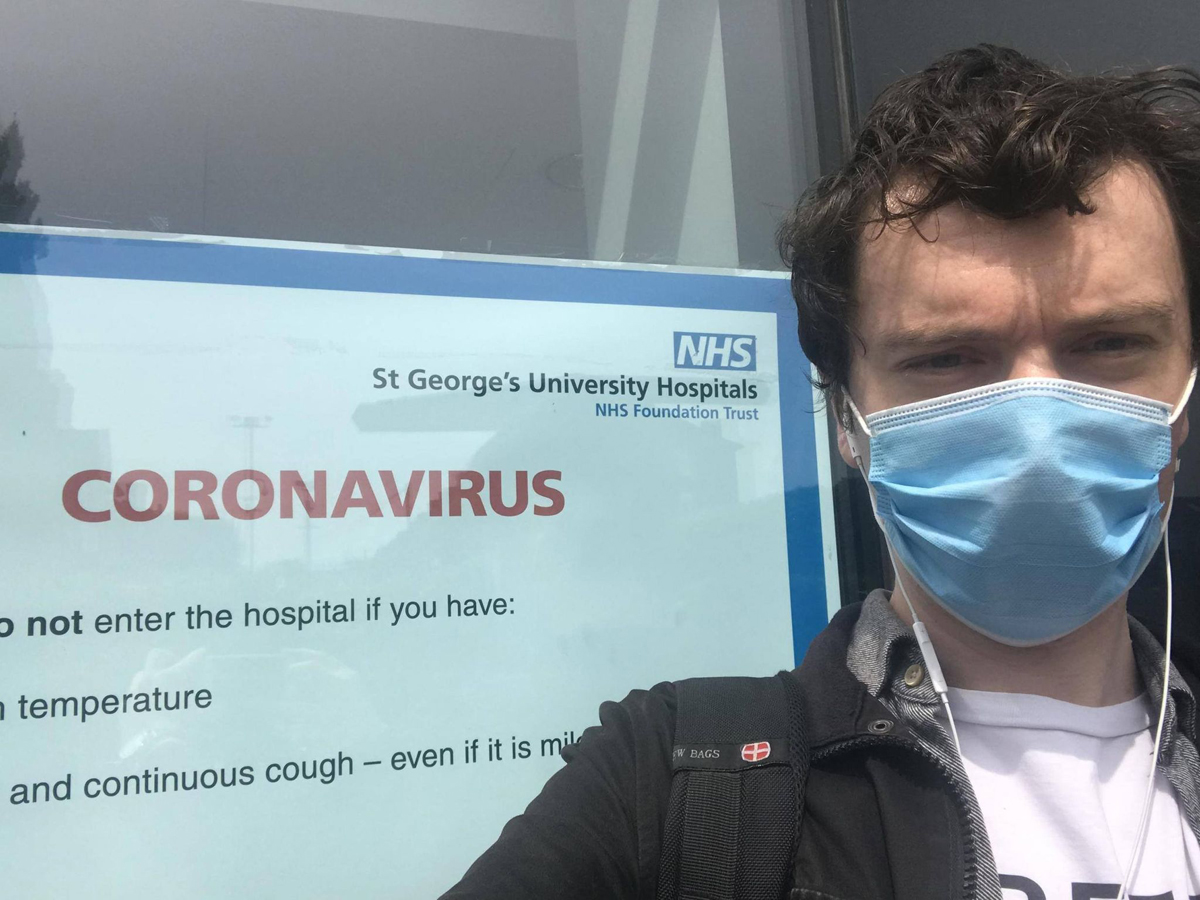 NHS
St George's University Hospitals
NHS Foundation Trust
CORONAVIRUS
not enter the hospital if you have:
temperature
and continuous cough – even if it is
BAGS